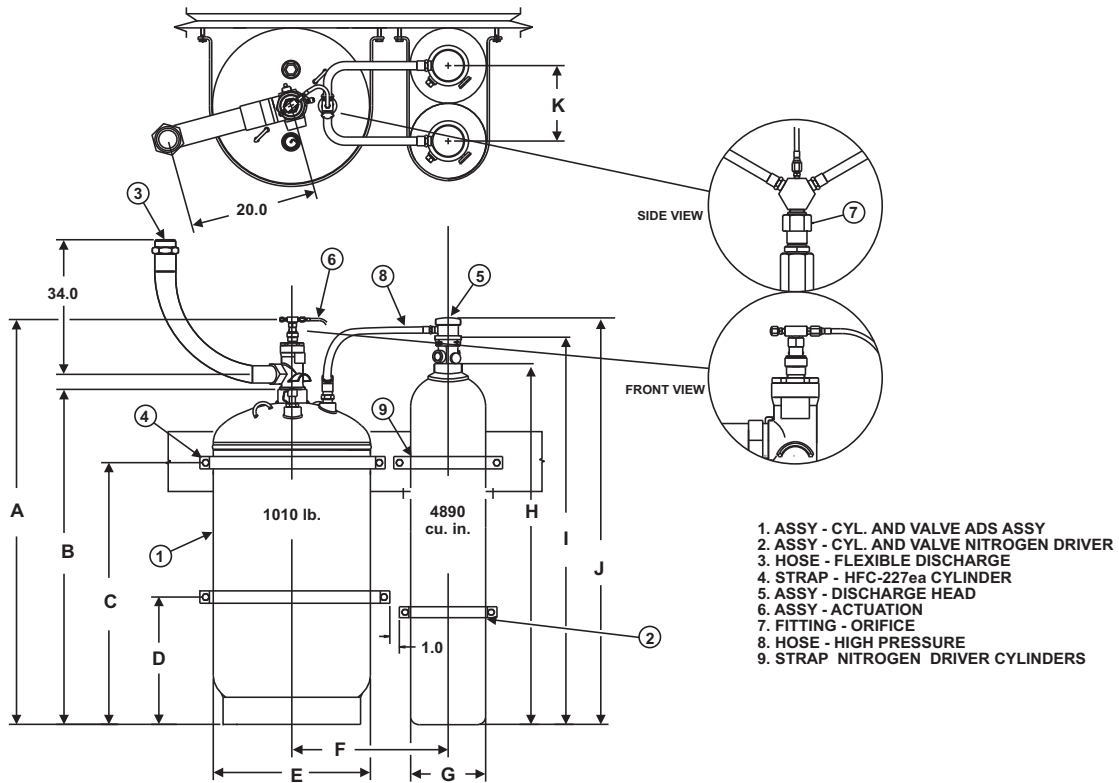 K
20.0
SIDE VIEW
7
3
6
8
5
34.0
FRONT VIEW
4
9
A
B
C
D
1010 lb.
4890
cu. in.
H
I
J
1
2
1.0
F
E
G
1. ASSY - CYL. AND VALVE ADS ASSY
2. ASSY - CYL. AND VALVE NITROGEN DRIVER
3. HOSE - FLEXIBLE DISCHARGE
4. STRAP - HFC-227ea CYLINDER
5. ASSY - DISCHARGE HEAD
6. ASSY - ACTUATION
7. FITTING - ORIFICE
8. HOSE - HIGH PRESSURE
9. STRAP NITROGEN DRIVER CYLINDERS